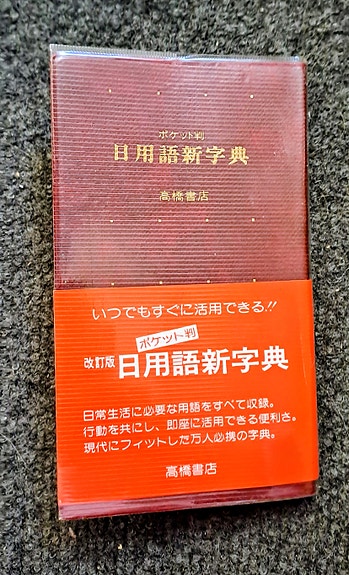 ポケット判
日用語新字典
高橋書店
いつでもすぐに活用できる!!
ポケット判
改訂版 日用語新字典
日常生活に必要な用語をすべて収録。
行動を共にし、即座に活用できる便利さ。
現代にフィットした万人必携の字典。
高橋書店